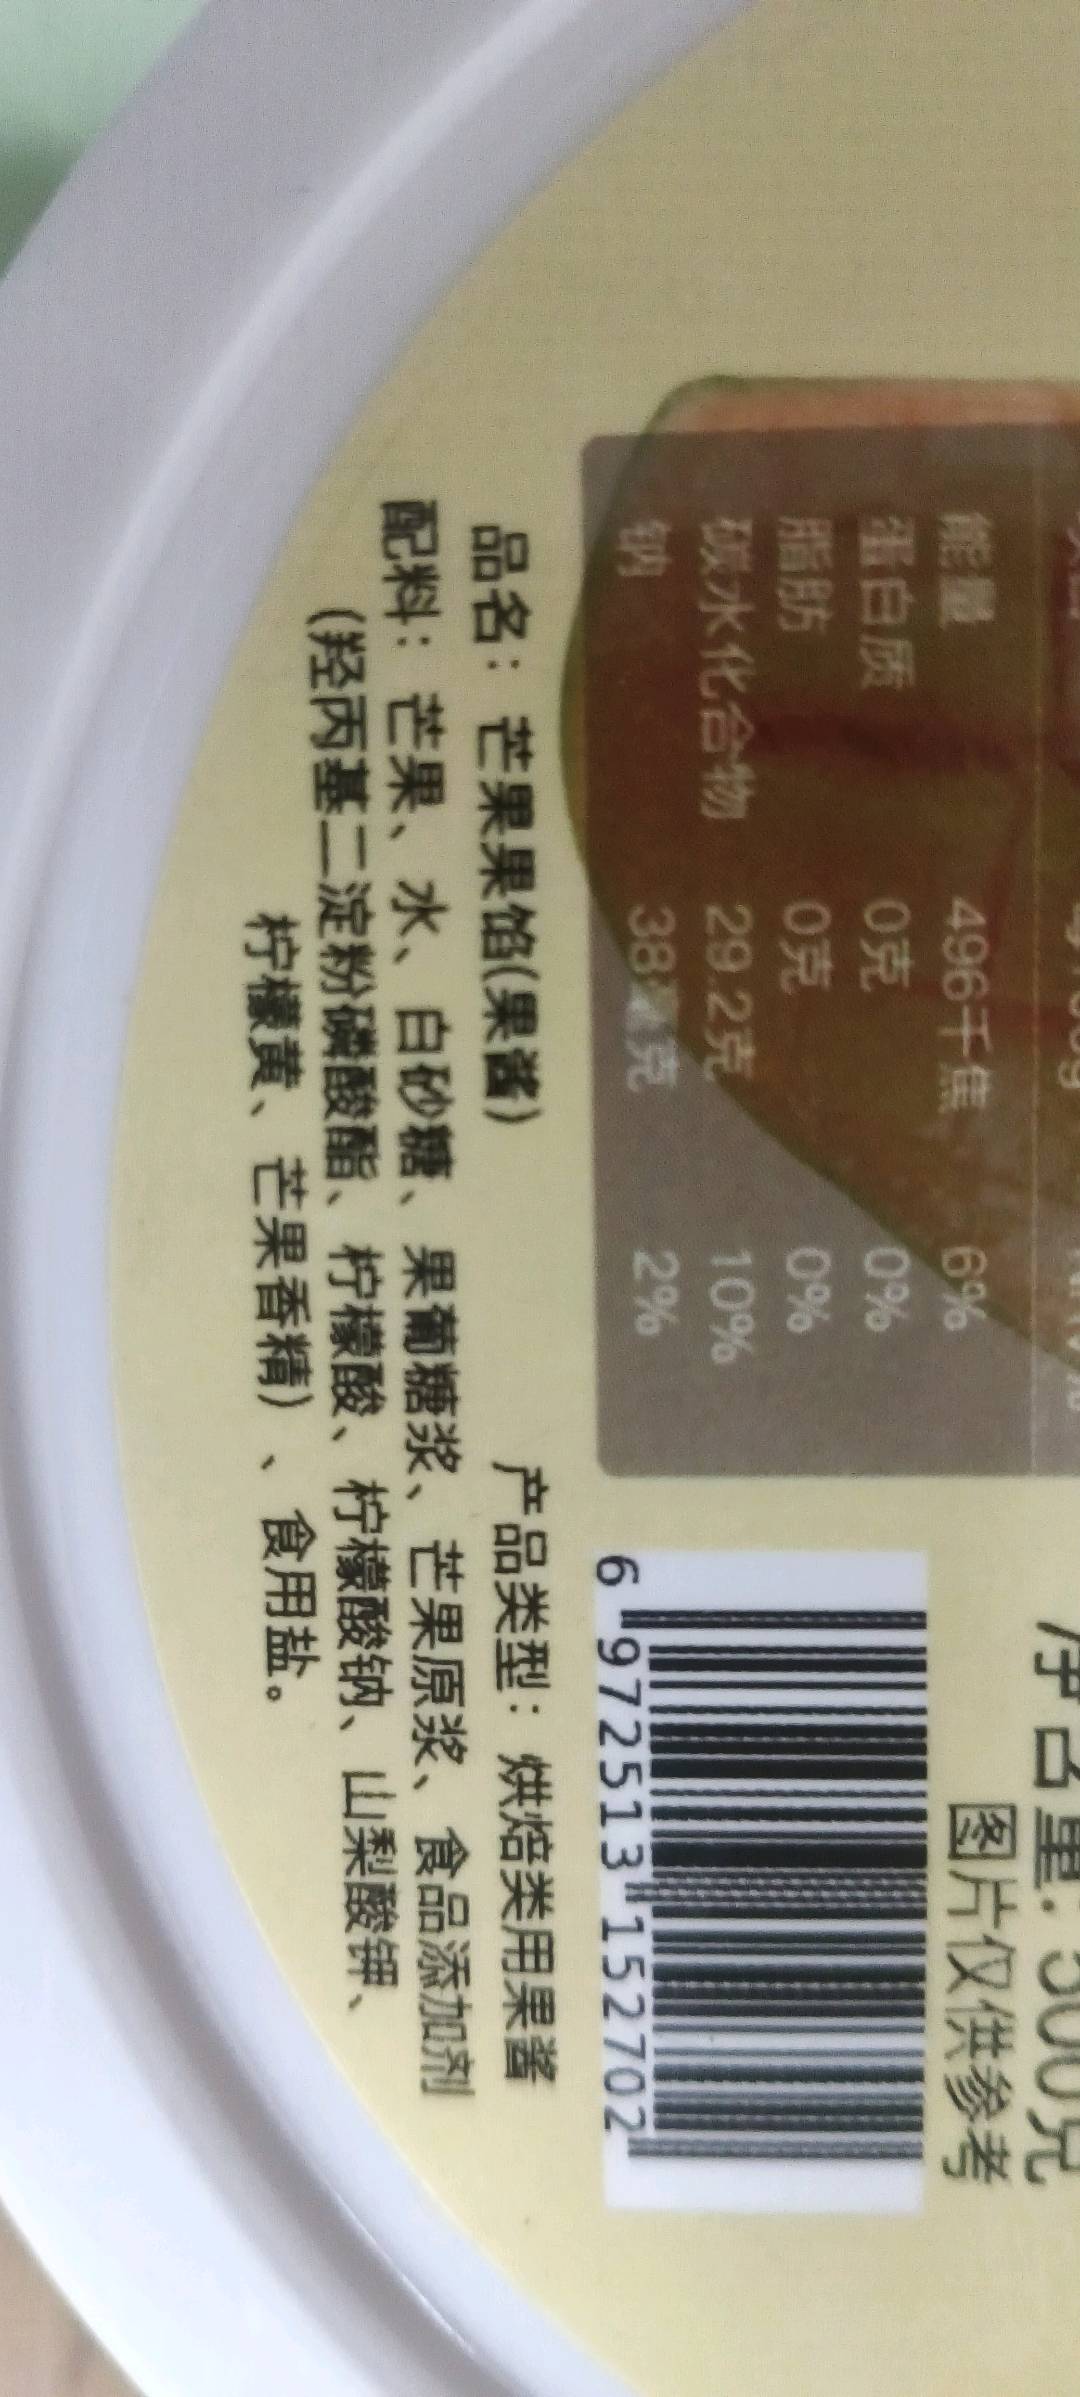 能量 496千焦 6%
蛋白质 0克 0%
脂肪 0克 0%
碳水化合物 29.2克 10%
钠 38毫克 2%
净含量: 500克
图片仅供参考
6 972513 152702
品名：芒果果馅(果酱) 产品类型：烘焙类用果酱
配料：芒果、水、白砂糖、果葡糖浆、芒果原浆、食品添加剂
(羟丙基二淀粉磷酸酯、柠檬酸、柠檬酸钠、山梨酸钾、
柠檬黄、芒果香精)、食用盐。